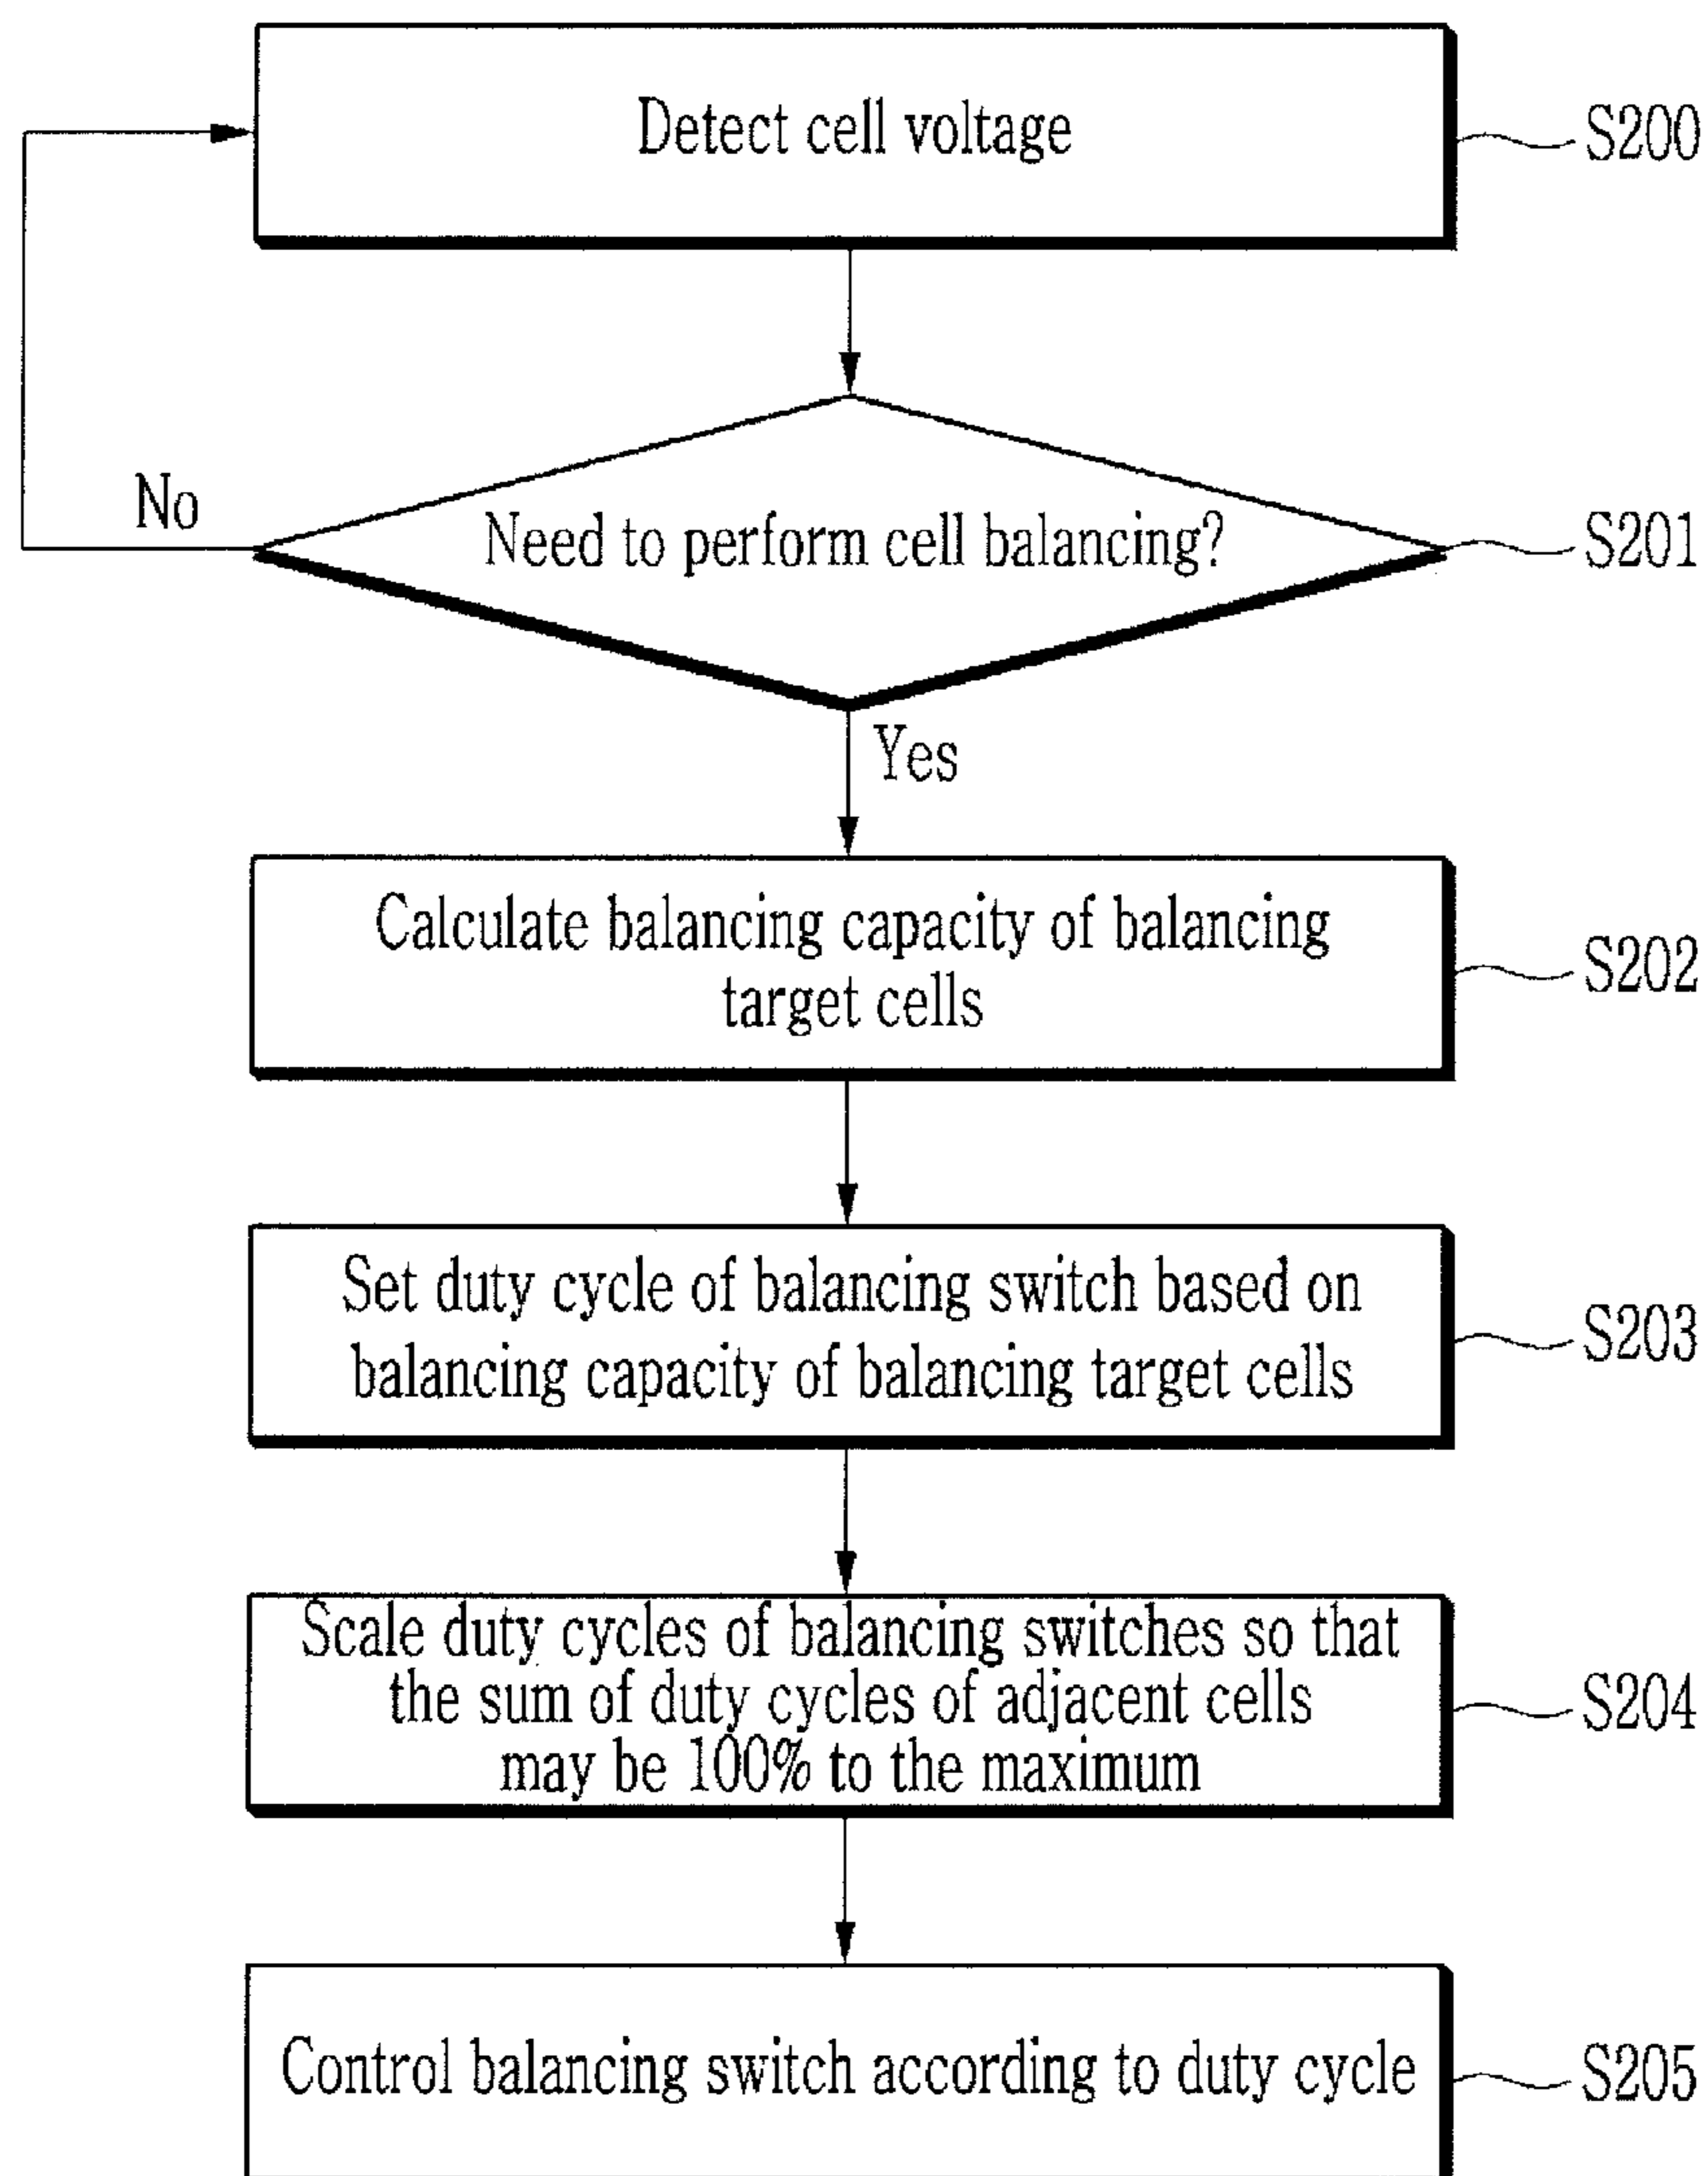 Detect cell voltage
S200
Need to perform cell balancing?
S201
No
Yes
Calculate balancing capacity of balancing
target cells
S202
Set duty cycle of balancing switch based on
balancing capacity of balancing target cells
S203
Scale duty cycles of balancing switches so that
the sum of duty cycles of adjacent cells
may be 100% to the maximum
S204
Control balancing switch according to duty cycle
S205